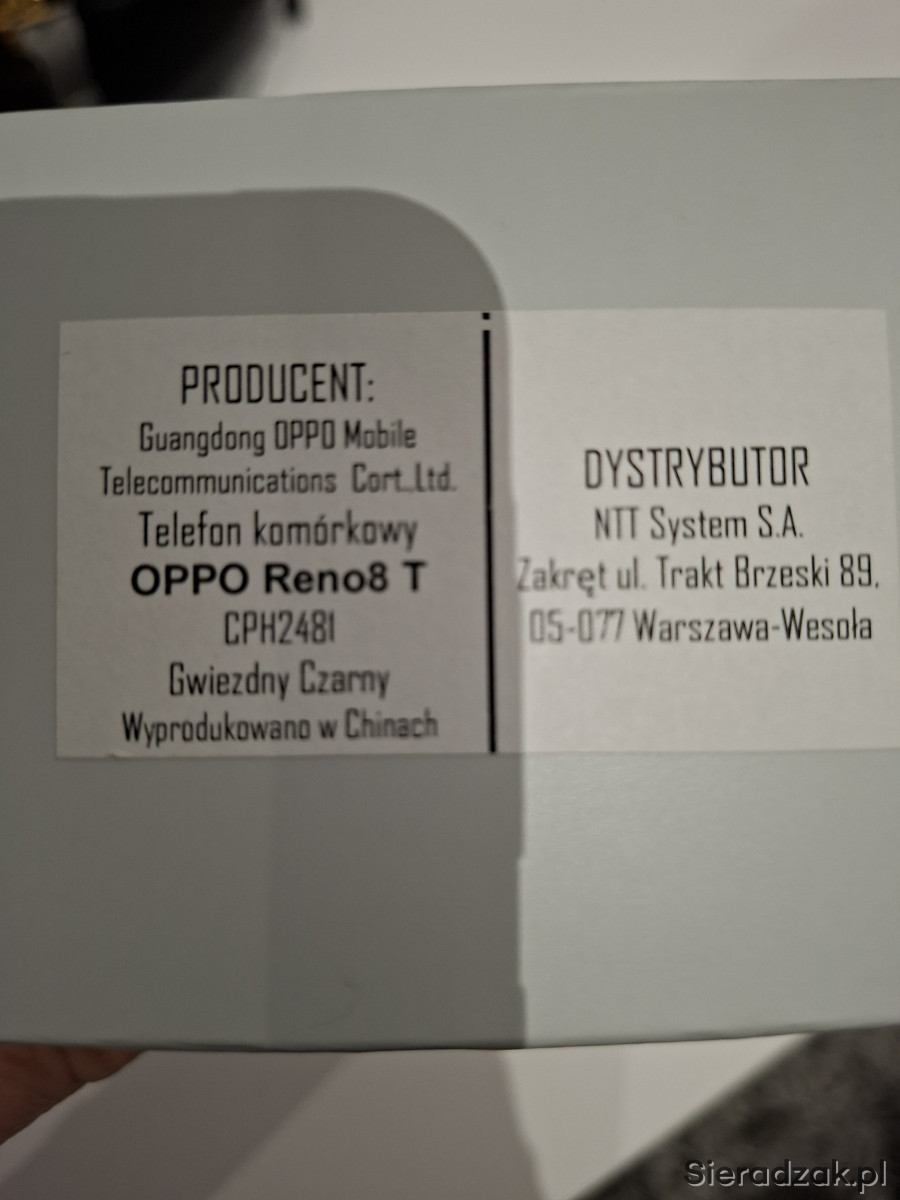 PRODUCENT:
Guangdong OPPO Mobile
Telecommunications Cort.,Ltd.
Telefon komórkowy
OPPO Reno8 T
CPH2481
Gwiezdny Czarny
Wyprodukowano w Chinach
DYSTRYBUTOR
NTT System S.A.
Zakręt ul. Trakt Brzeski 89,
05-077 Warszawa-Wesoła
Sieradzak.pl